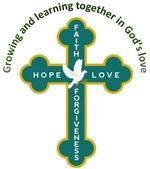 Growing and learning together in God's love
FAITH
HOPE LOVE
FORGIVENESS